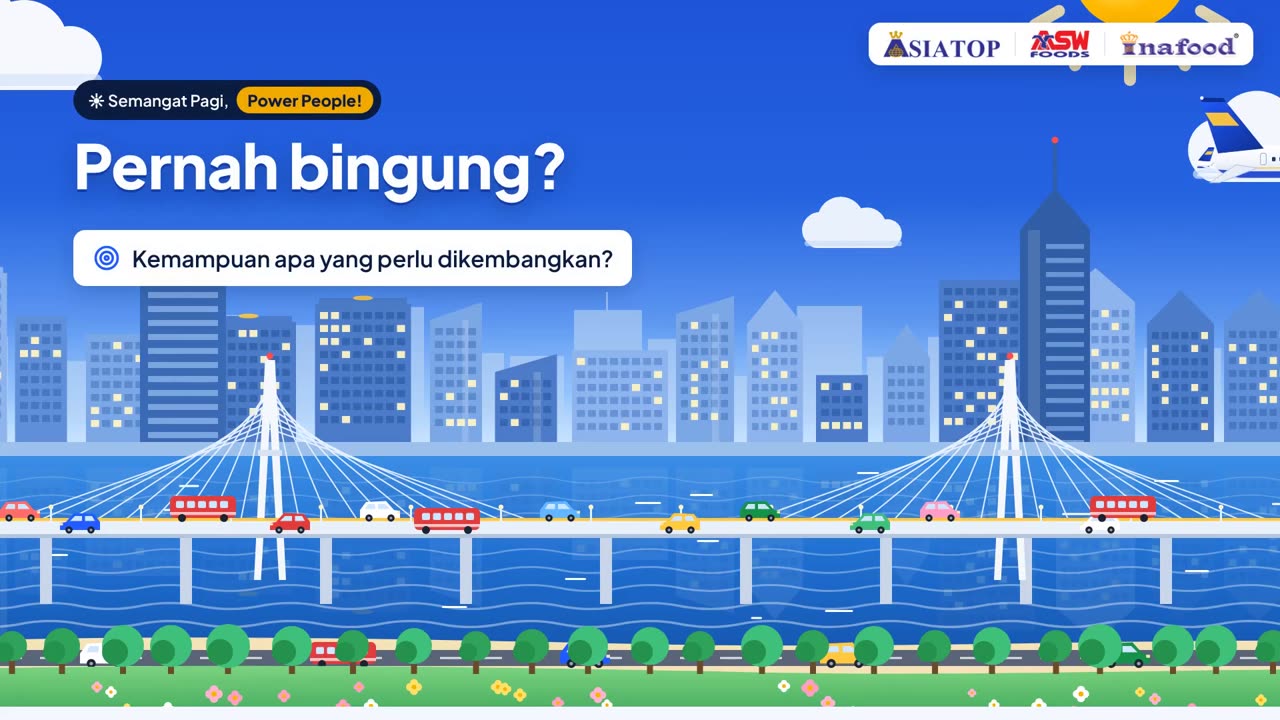 ASIATOP
ASW FOODS
Inafood
Semangat Pagi, Power People!
Pernah bingung?
Kemampuan apa yang perlu dikembangkan?